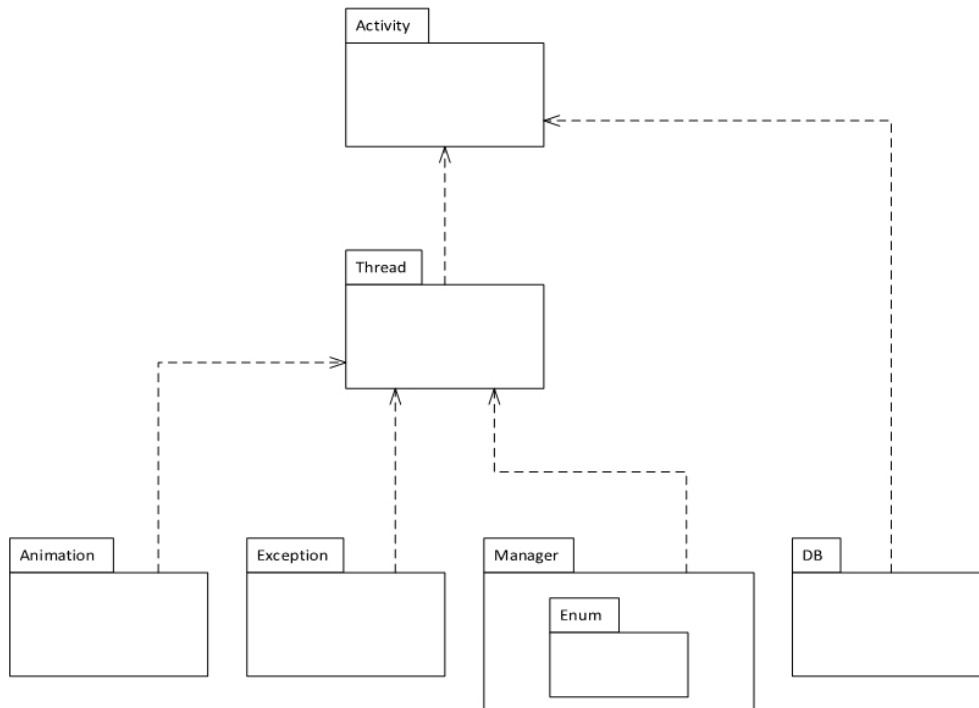 Activity
Thread
Animation
Exception
Manager
DB
Enum